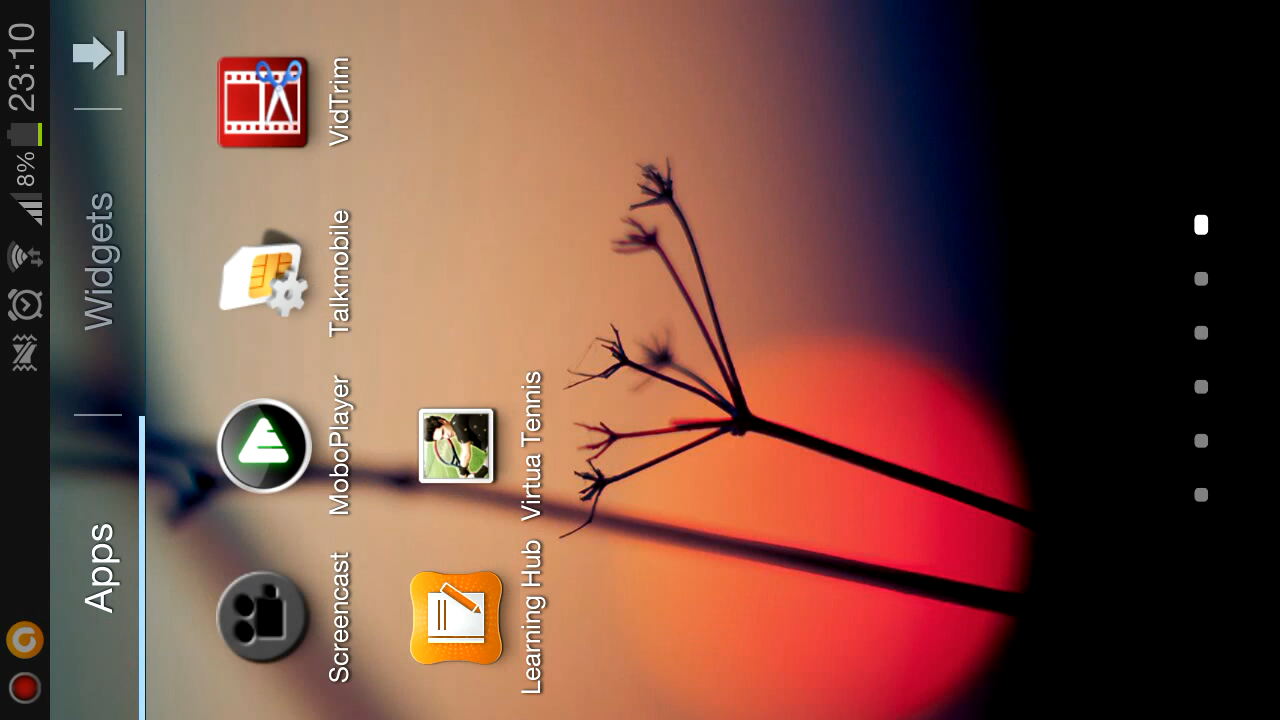 8% 23:10
Apps Widgets
Screencast MoboPlayer Talkmobile VidTrim
Learning Hub Virtua Tennis